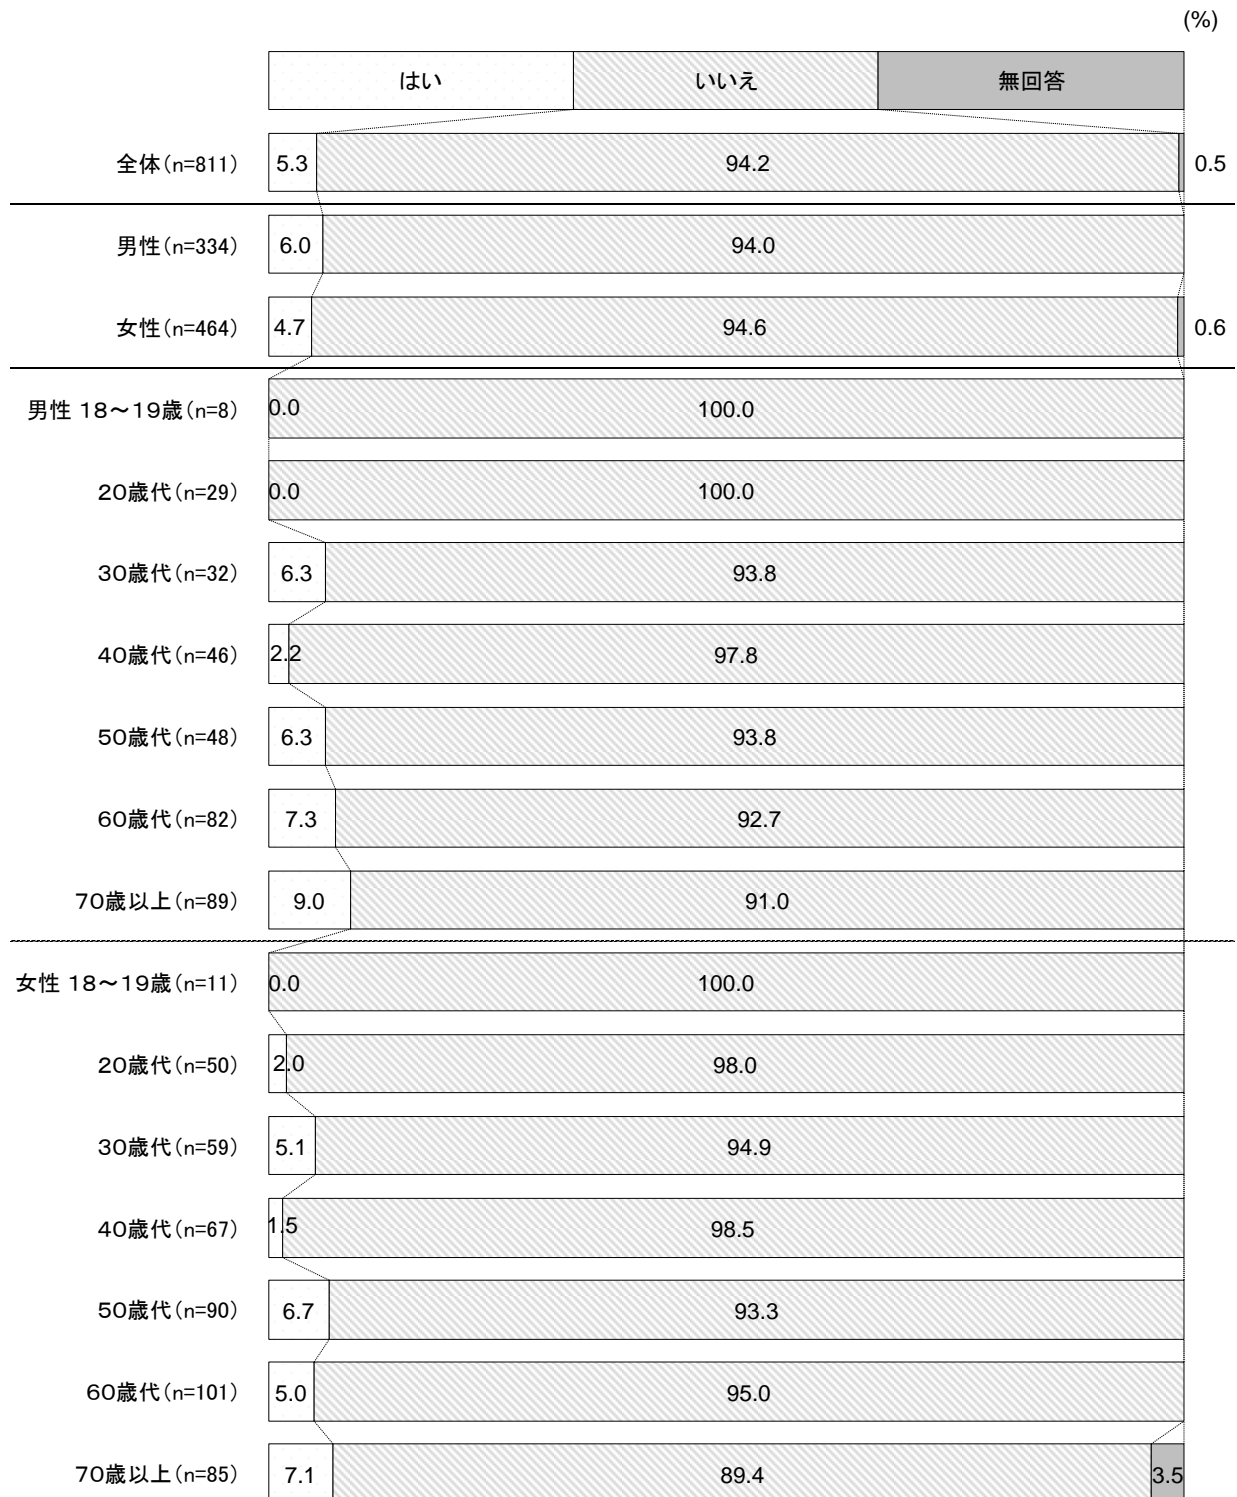 (%)
はい いいえ 無回答
全体(n=811) 5.3 94.2 0.5
男性(n=334) 6.0 94.0
女性(n=464) 4.7 94.6 0.6
男性 18〜19歳(n=8) 0.0 100.0
20歳代(n=29) 0.0 100.0
30歳代(n=32) 6.3 93.8
40歳代(n=46) 2.2 97.8
50歳代(n=48) 6.3 93.8
60歳代(n=82) 7.3 92.7
70歳以上(n=89) 9.0 91.0
女性 18〜19歳(n=11) 0.0 100.0
20歳代(n=50) 2.0 98.0
30歳代(n=59) 5.1 94.9
40歳代(n=67) 1.5 98.5
50歳代(n=90) 6.7 93.3
60歳代(n=101) 5.0 95.0
70歳以上(n=85) 7.1 89.4 3.5